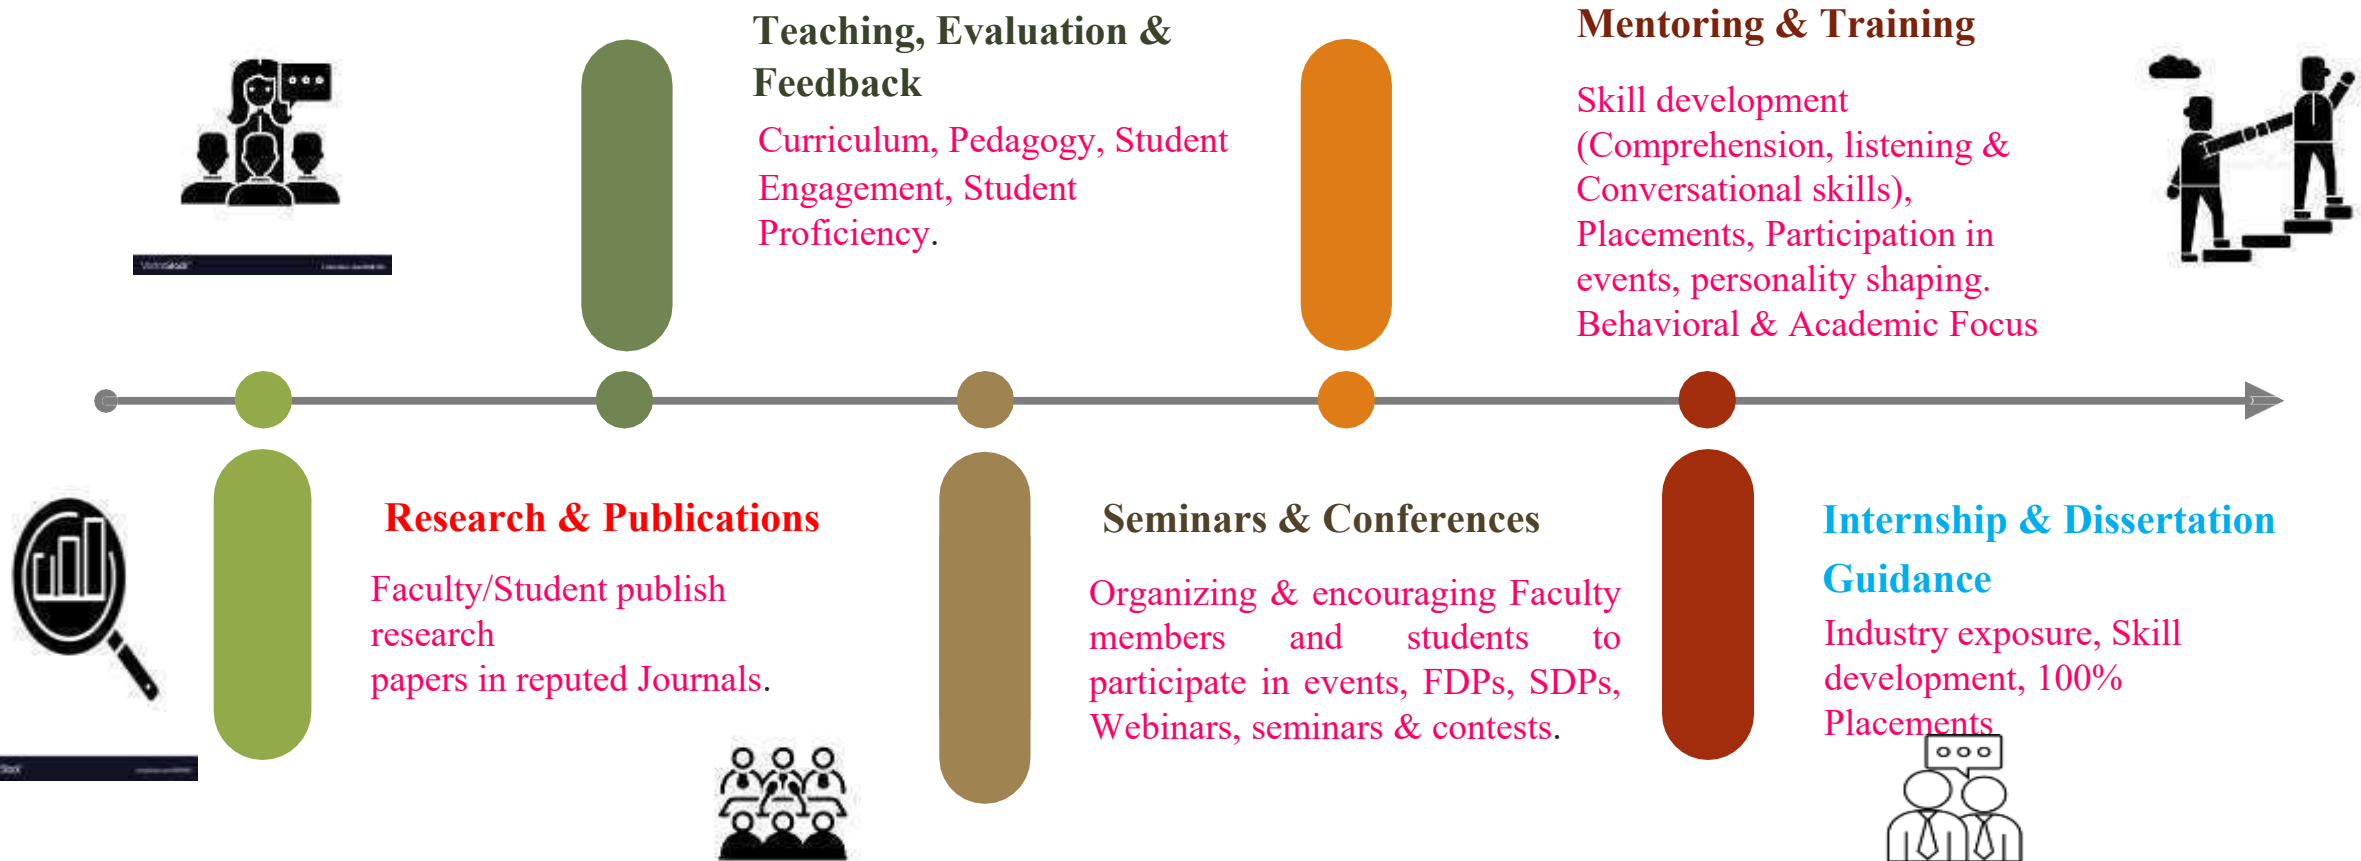 Teaching, Evaluation &
Feedback
Curriculum, Pedagogy, Student
Engagement, Student
Proficiency.
Mentoring & Training
Skill development
(Comprehension, listening &
Conversational skills),
Placements, Participation in
events, personality shaping.
Behavioral & Academic Focus
Research & Publications
Faculty/Student publish
research
papers in reputed Journals.
Seminars & Conferences
Organizing & encouraging Faculty
members and students to
participate in events, FDPs, SDPs,
Webinars, seminars & contests.
Internship & Dissertation
Guidance
Industry exposure, Skill
development, 100%
Placements